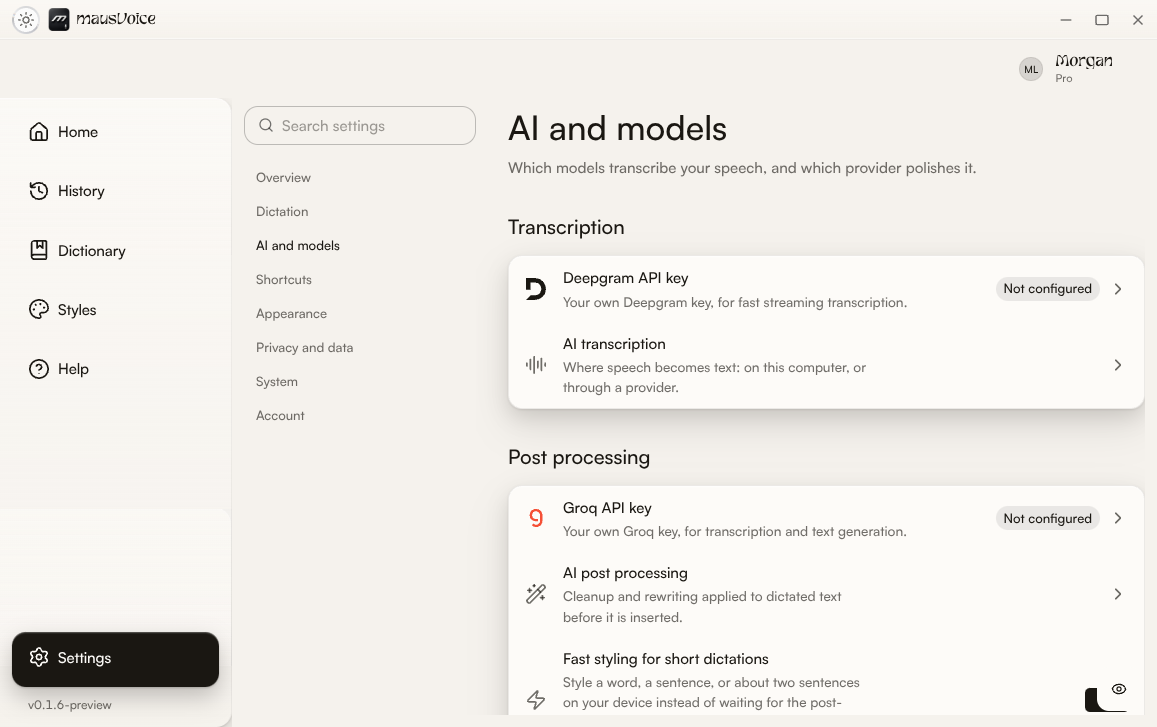 mausVoice
ML
Morgan
Pro
Home
History
Dictionary
Styles
Help
Settings
v0.1.6-preview
Search settings
Overview
Dictation
AI and models
Shortcuts
Appearance
Privacy and data
System
Account
AI and models
Which models transcribe your speech, and which provider polishes it.
Transcription
Deepgram API key
Your own Deepgram key, for fast streaming transcription.
Not configured
AI transcription
Where speech becomes text: on this computer, or
through a provider.
Post processing
Groq API key
Your own Groq key, for transcription and text generation.
Not configured
AI post processing
Cleanup and rewriting applied to dictated text
before it is inserted.
Fast styling for short dictations
Style a word, a sentence, or about two sentences
on your device instead of waiting for the post-